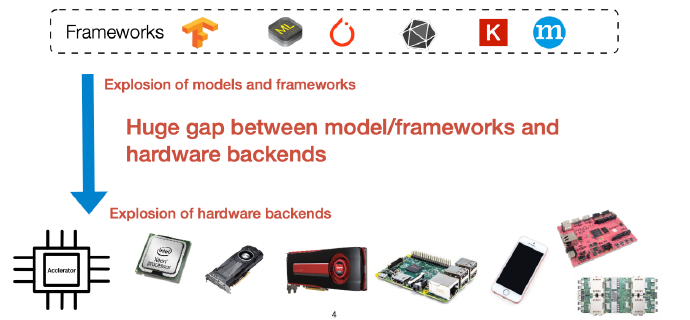 Frameworks
ML
K
m
Explosion of models and frameworks
Huge gap between model/frameworks and
hardware backends
Explosion of hardware backends
Accelerator
intel
XEON
PROCESSOR
4